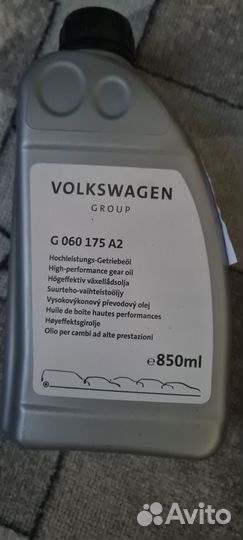 VOLKSWAGEN
GROUP
G 060 175 A2
Hochleistungs-Getriebeöl
High-performance gear oil
Högeffektiv växellådsolja
Suurteho-vaihteistoöljy
Vysokovýkonový převodový olej
Huile de boîte hautes performances
Høyeffektsgirolje
Olio per cambi ad alte prestazioni
℮850ml
Avito